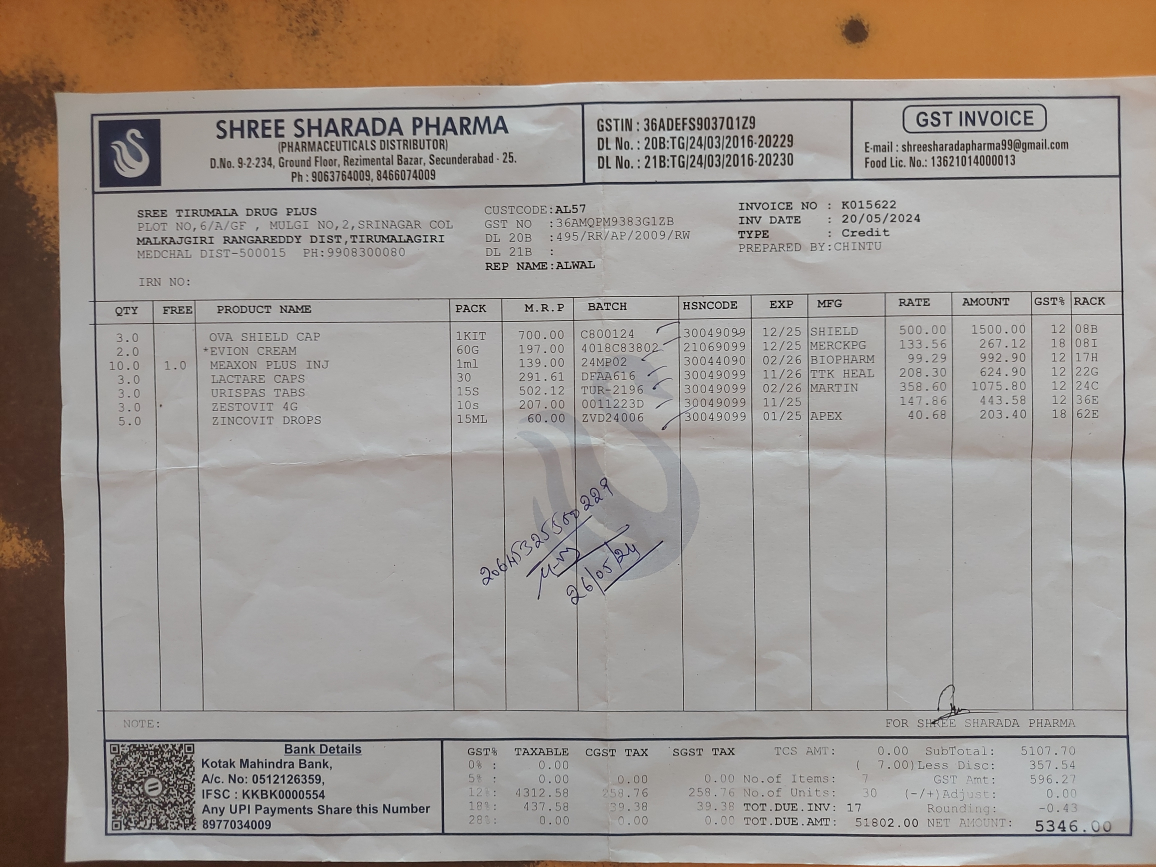 SHREE SHARADA PHARMA
(PHARMACEUTICALS DISTRIBUTOR)
D.No. 9-2-234, Ground Floor, Rezimental Bazar, Secunderabad - 25.
Ph : 9063764009, 8466074009
GSTIN : 36ADEFS9037Q1Z9
DL No. : 20B:TG/24/03/2016-20229
DL No. : 21B:TG/24/03/2016-20230
GST INVOICE
E-mail : shreesharadapharma99@gmail.com
Food Lic. No.: 13621014000013
SREE TIRUMALA DRUG PLUS
PLOT NO,6/A/GF , MULGI NO,2,SRINAGAR COL
MALKAJGIRI RANGAREDDY DIST,TIRUMALAGIRI
MEDCHAL DIST-500015 PH:9908300080
IRN NO:
CUSTCODE:AL57
GST NO :36AMQPM9383G1ZB
DL 20B :495/RR/AP/2009/RW
DL 21B :
REP NAME:ALWAL
INVOICE NO : K015622
INV DATE : 20/05/2024
TYPE : Credit
PREPARED BY:CHINTU
QTY FREE PRODUCT NAME PACK M.R.P BATCH HSNCODE EXP MFG RATE AMOUNT GST% RACK
3.0 OVA SHIELD CAP 1KIT 700.00 C800124 30049099 12/25 SHIELD 500.00 1500.00 12 08B
2.0 *EVION CREAM 60G 197.00 4018C83802 21069099 12/25 MERCKPG 133.56 267.12 18 08I
10.0 1.0 MEAXON PLUS INJ 1ml 139.00 24MP02 30044090 02/26 BIOPHARM 99.29 992.90 12 17H
3.0 LACTARE CAPS 30 291.61 DFAA616 30049099 11/26 TTK HEAL 208.30 624.90 12 22G
3.0 URISPAS TABS 15S 502.12 TUR-2196 30049099 02/26 MARTIN 358.60 1075.80 12 24C
3.0 ZESTOVIT 4G 10s 207.00 0011223D 30049099 11/25 147.86 443.58 12 36E
5.0 ZINCOVIT DROPS 15ML 60.00 ZVD24006 30049099 01/25 APEX 40.68 203.40 18 62E
26/05/24
NOTE:
FOR SHREE SHARADA PHARMA
Bank Details
Kotak Mahindra Bank,
A/c. No: 0512126359,
IFSC : KKBK0000554
Any UPI Payments Share this Number
8977034009
GST% TAXABLE CGST TAX SGST TAX
0% : 0.00
5% : 0.00 0.00 0.00
12% : 4312.58 258.76 258.76
18% : 437.58 39.38 39.38
28% : 0.00 0.00 0.00
TCS AMT: 0.00
No.of Items: 7
No.of Units: 30
TOT.DUE.INV: 17
TOT.DUE.AMT: 51802.00
SubTotal: 5107.70
( 7.00)Less Disc: 357.54
GST Amt: 596.27
(-/+)Adjust: 0.00
Rounding: -0.43
NET AMOUNT: 5346.00